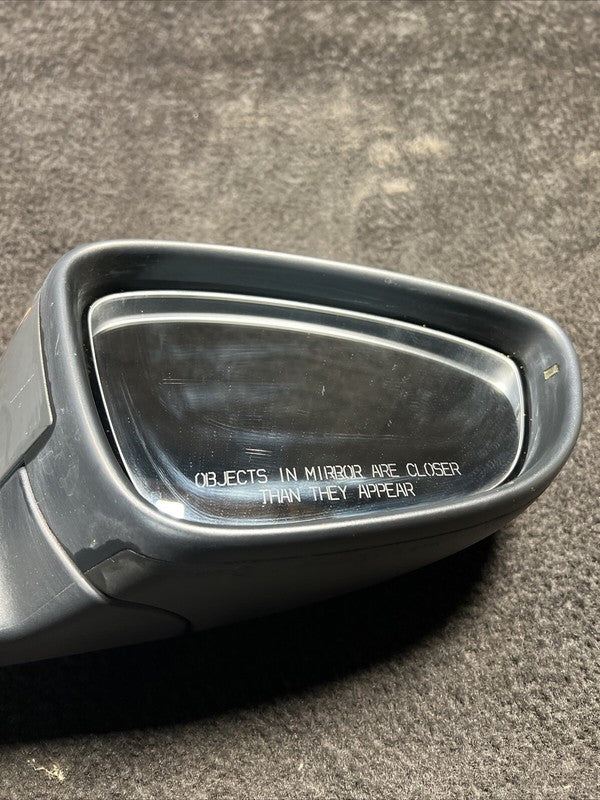 OBJECTS IN MIRROR ARE CLOSER
THAN THEY APPEAR